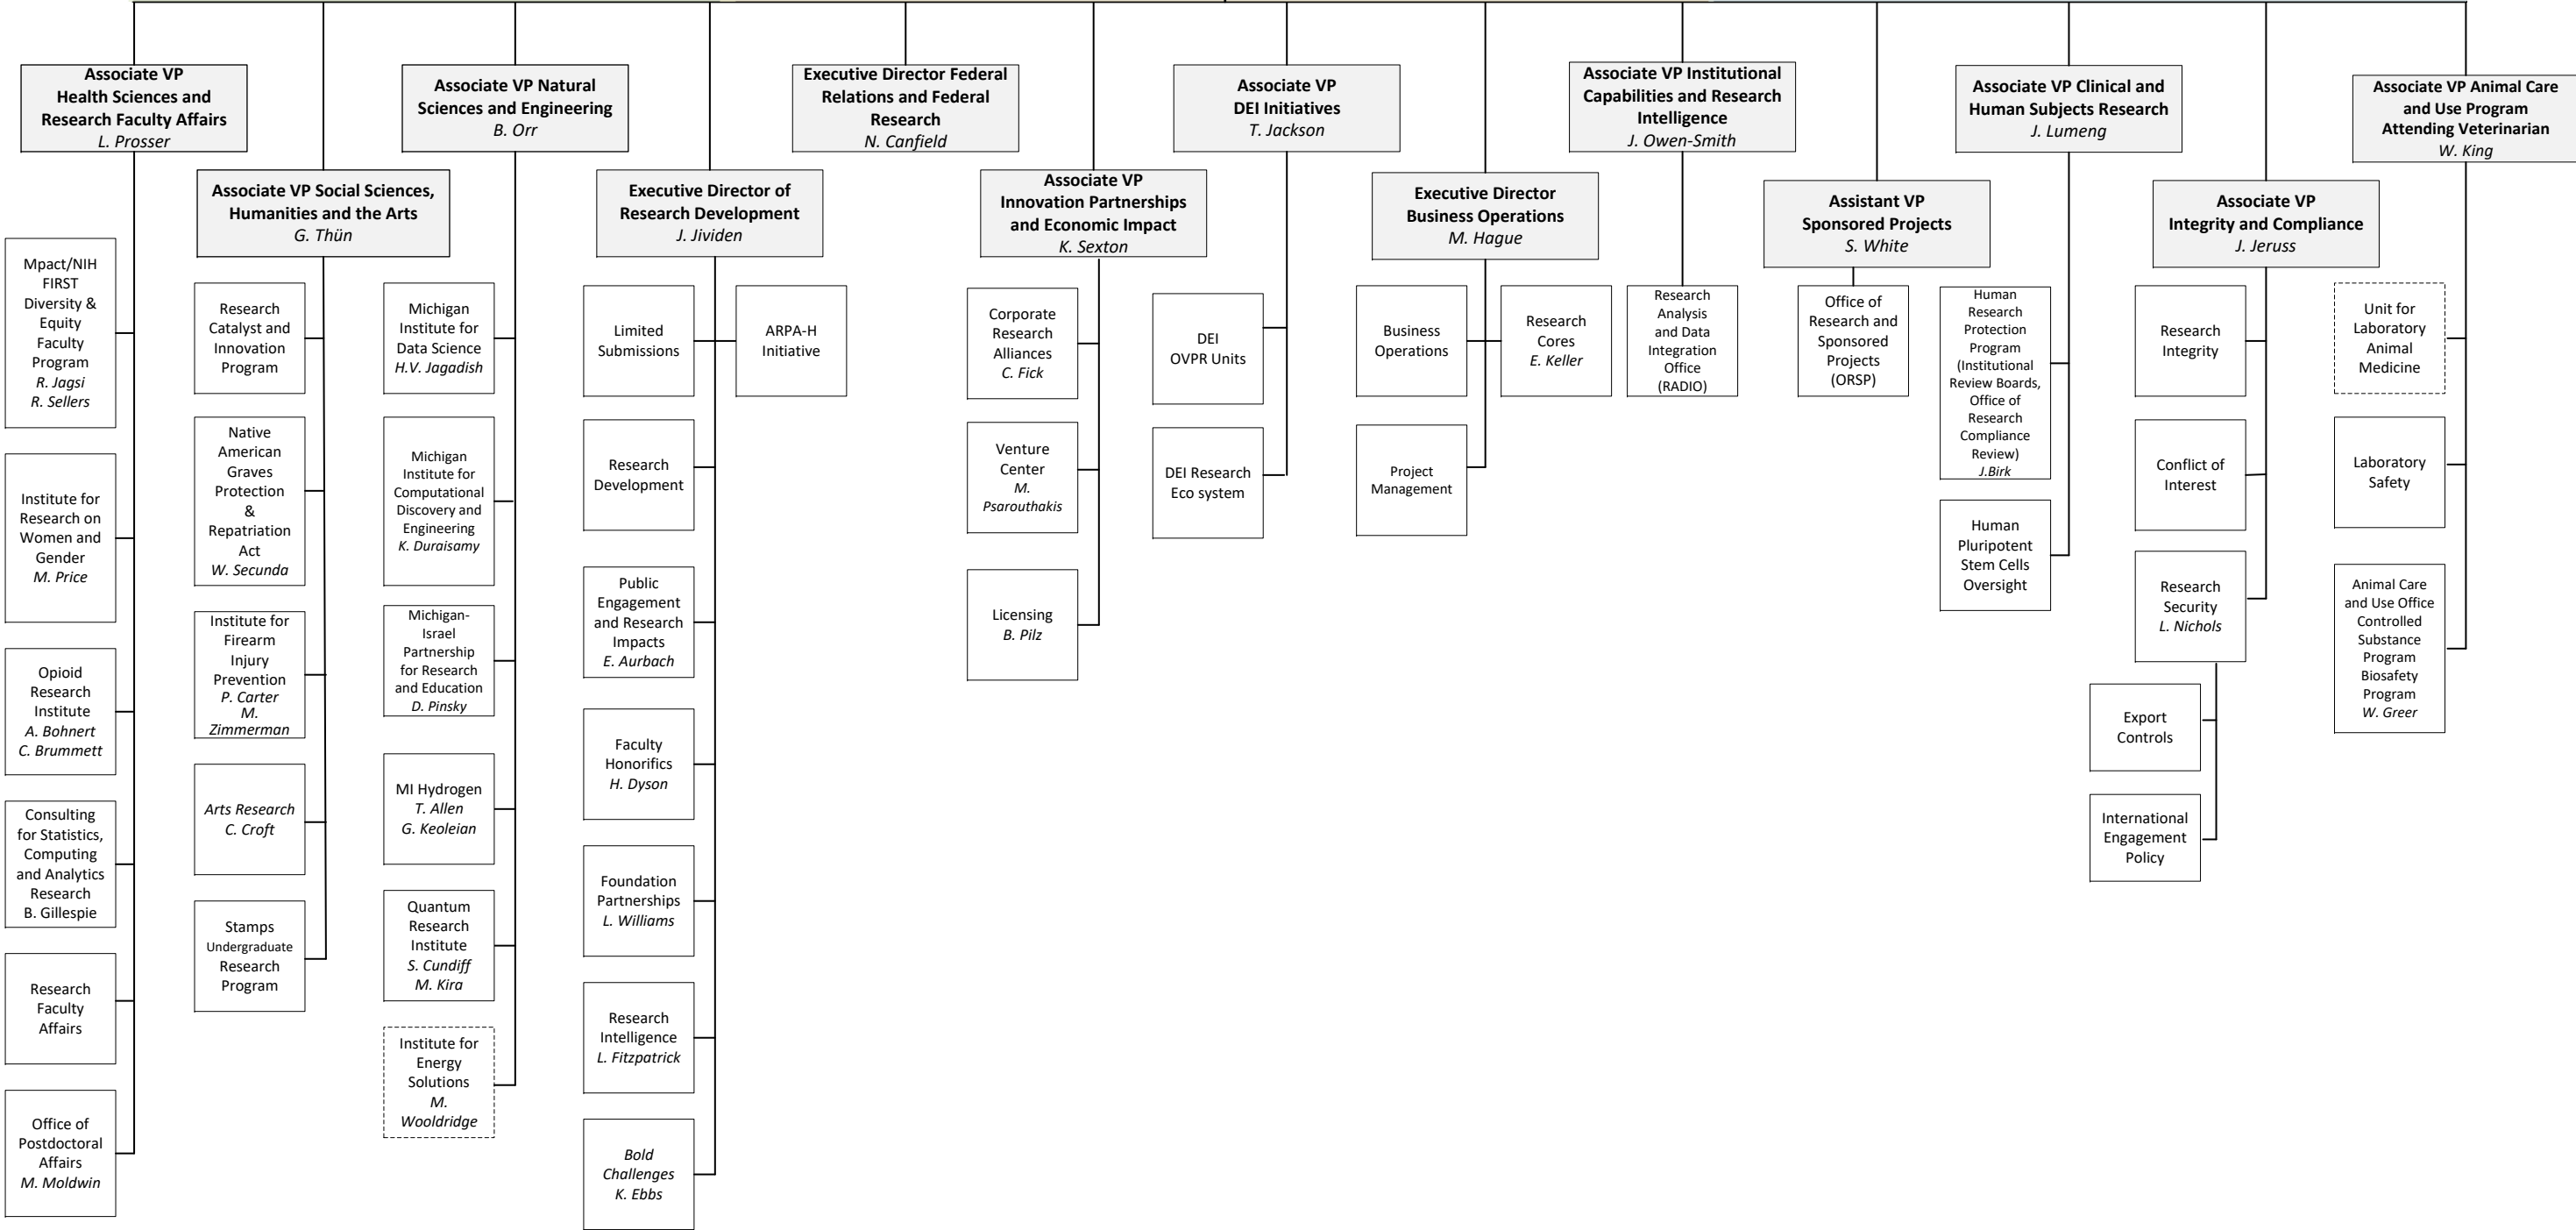 Associate VP
Health Sciences and
Research Faculty Affairs
L. Prosser
Mpact/NIH
FIRST
Diversity &
Equity
Faculty
Program
R. Jagsi
R. Sellers
Institute for
Research on
Women and
Gender
M. Price
Opioid
Research
Institute
A. Bohnert
C. Brummett
Consulting
for Statistics,
Computing
and Analytics
Research
B. Gillespie
Research
Faculty
Affairs
Office of
Postdoctoral
Affairs
M. Moldwin
Associate VP Social Sciences,
Humanities and the Arts
G. Thün
Research
Catalyst and
Innovation
Program
Native
American
Graves
Protection
&
Repatriation
Act
W. Secunda
Institute for
Firearm
Injury
Prevention
P. Carter
M.
Zimmerman
Arts Research
C. Croft
Stamps
Undergraduate
Research
Program
Associate VP Natural
Sciences and Engineering
B. Orr
Michigan
Institute for
Data Science
H.V. Jagadish
Michigan
Institute for
Computational
Discovery and
Engineering
K. Duraisamy
Michigan-
Israel
Partnership
for Research
and Education
D. Pinsky
MI Hydrogen
T. Allen
G. Keoleian
Quantum
Research
Institute
S. Cundiff
M. Kira
Institute for
Energy
Solutions
M.
Wooldridge
Executive Director of
Research Development
J. Jividen
Limited
Submissions
ARPA-H
Initiative
Research
Development
Public
Engagement
and Research
Impacts
E. Aurbach
Faculty
Honorifics
H. Dyson
Foundation
Partnerships
L. Williams
Research
Intelligence
L. Fitzpatrick
Bold
Challenges
K. Ebbs
Executive Director Federal
Relations and Federal
Research
N. Canfield
Associate VP
Innovation Partnerships
and Economic Impact
K. Sexton
Corporate
Research
Alliances
C. Fick
Venture
Center
M.
Psarouthakis
Licensing
B. Pilz
Associate VP
DEI Initiatives
T. Jackson
DEI
OVPR Units
DEI Research
Eco system
Executive Director
Business Operations
M. Hague
Business
Operations
Research
Cores
E. Keller
Project
Management
Associate VP Institutional
Capabilities and Research
Intelligence
J. Owen-Smith
Research
Analysis
and Data
Integration
Office
(RADIO)
Assistant VP
Sponsored Projects
S. White
Office of
Research and
Sponsored
Projects
(ORSP)
Associate VP Clinical and
Human Subjects Research
J. Lumeng
Human
Research
Protection
Program
(Institutional
Review Boards,
Office of
Research
Compliance
Review)
J.Birk
Human
Pluripotent
Stem Cells
Oversight
Associate VP
Integrity and Compliance
J. Jeruss
Research
Integrity
Conflict of
Interest
Research
Security
L. Nichols
Export
Controls
International
Engagement
Policy
Associate VP Animal Care
and Use Program
Attending Veterinarian
W. King
Unit for
Laboratory
Animal
Medicine
Laboratory
Safety
Animal Care
and Use Office
Controlled
Substance
Program
Biosafety
Program
W. Greer